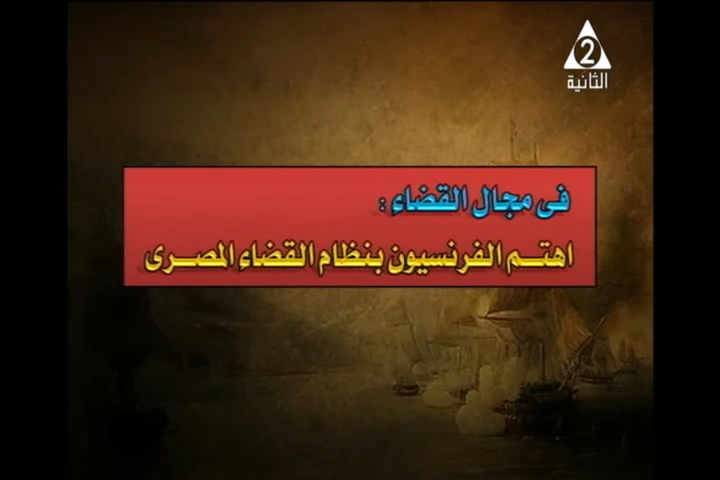 2
الثانية
فى مجال القضاء :
اهتم الفرنسيون بنظام القضاء المصرى